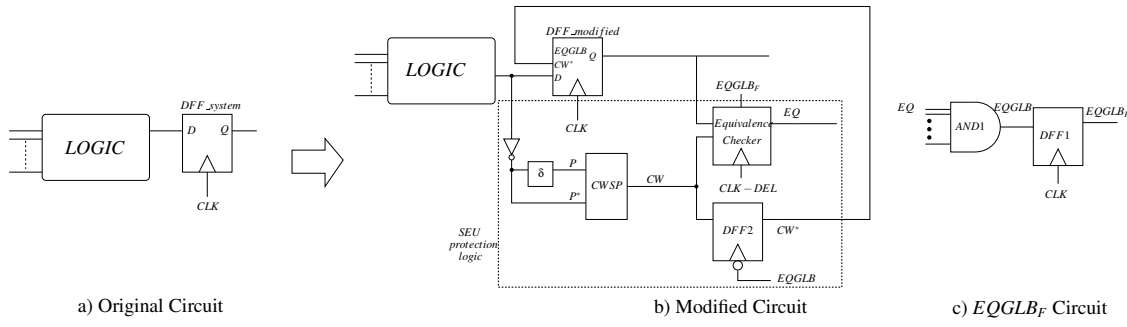 LOGIC
DFF_system
D
Q
CLK
a) Original Circuit
LOGIC
DFF_modified
EQGLB
CW*
D
Q
CLK
EQGLB_F
Equivalence
Checker
EQ
CLK-DEL
δ
P
P*
CWSP
CW
DFF2
CW*
EQGLB
SEU
protection
logic
b) Modified Circuit
EQ
AND1
EQGLB
DFF1
EQGLB_F
CLK
c) EQGLB_F Circuit